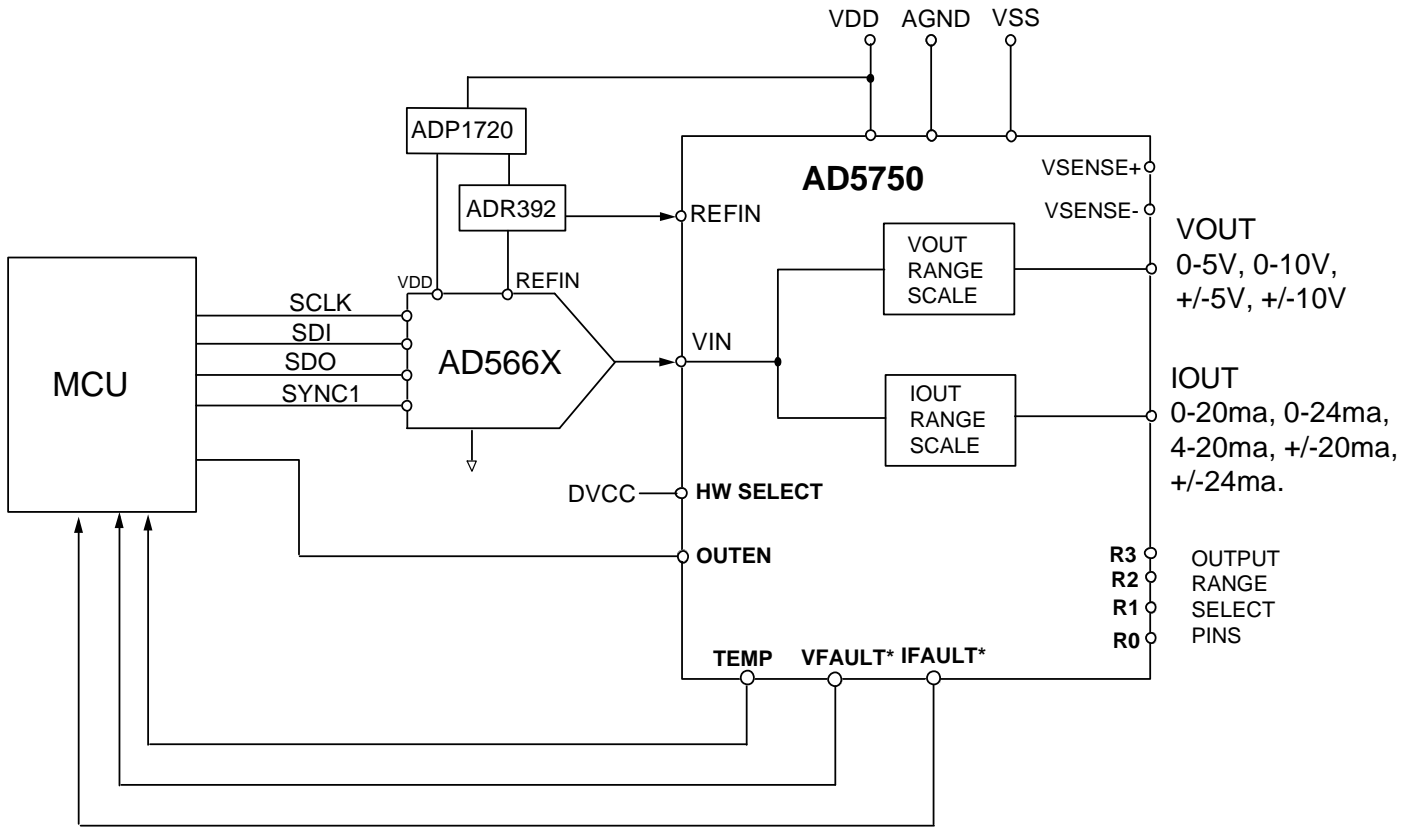 VDD AGND VSS
ADP1720
AD5750
VSENSE+
ADR392
REFIN
VSENSE-
VOUT
0-5V, 0-10V,
+/-5V, +/-10V
VOUT
RANGE
SCALE
VDD
REFIN
SCLK
SDI
SDO
SYNC1
MCU
AD566X
VIN
IOUT
RANGE
SCALE
IOUT
0-20ma, 0-24ma,
4-20ma, +/-20ma,
+/-24ma.
DVCC
HW SELECT
OUTEN
R3
R2
R1
R0
OUTPUT
RANGE
SELECT
PINS
TEMP VFAULT* IFAULT*